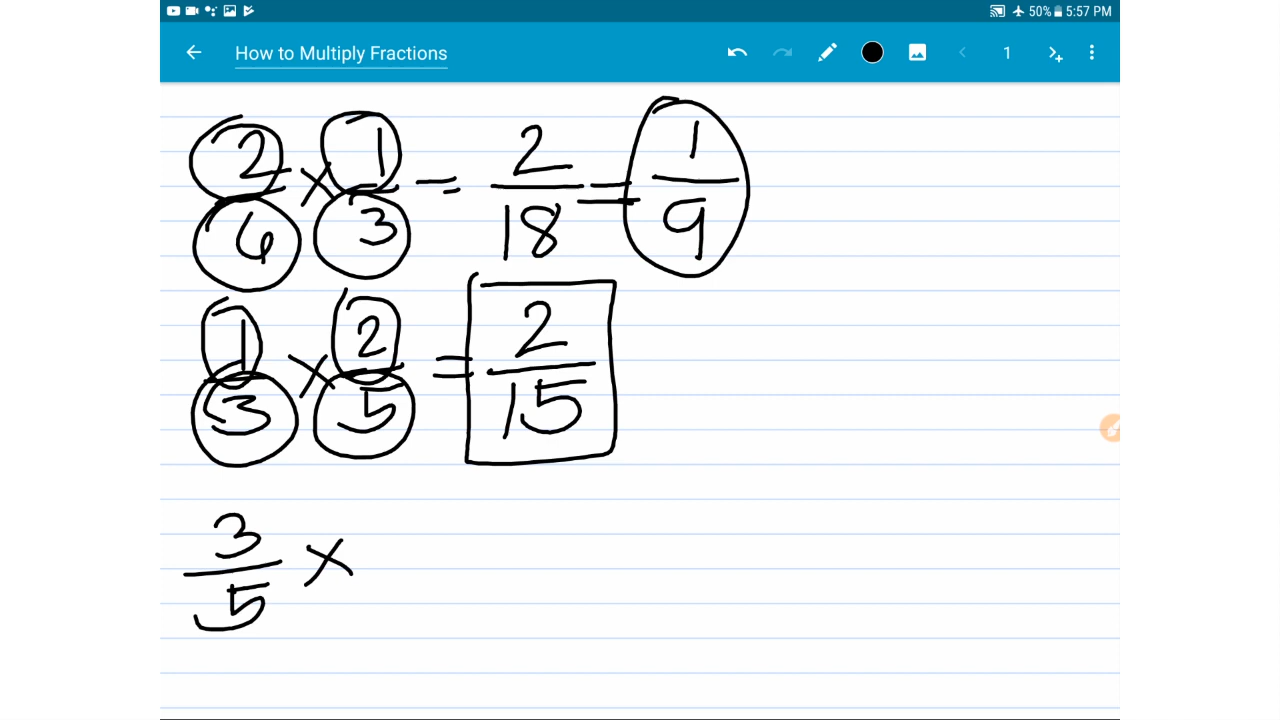 50% 5:57 PM
How to Multiply Fractions 1
2/6 × 1/3 = 2/18 = 1/9
1/3 × 2/5 = 2/15
3/5 ×